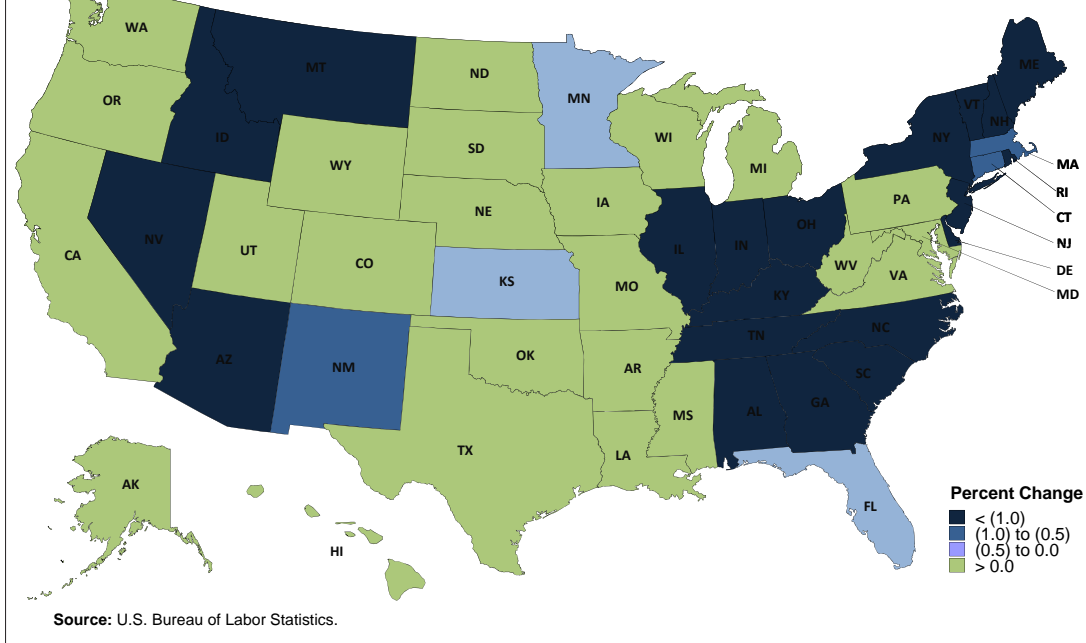 WA
MT
ME
ND
VT
OR
MN
NH
ID
NY
WI
SD
WY
MI
MA
RI
PA
IA
NE
CT
OH
NV
UT
IL
IN
NJ
CA
CO
WV
VA
DE
KS
MO
KY
MD
NC
TN
OK
AZ
NM
AR
SC
GA
AL
MS
TX
LA
AK
FL
HI
Percent Change
< (1.0)
(1.0) to (0.5)
(0.5) to 0.0
> 0.0
Source: U.S. Bureau of Labor Statistics.